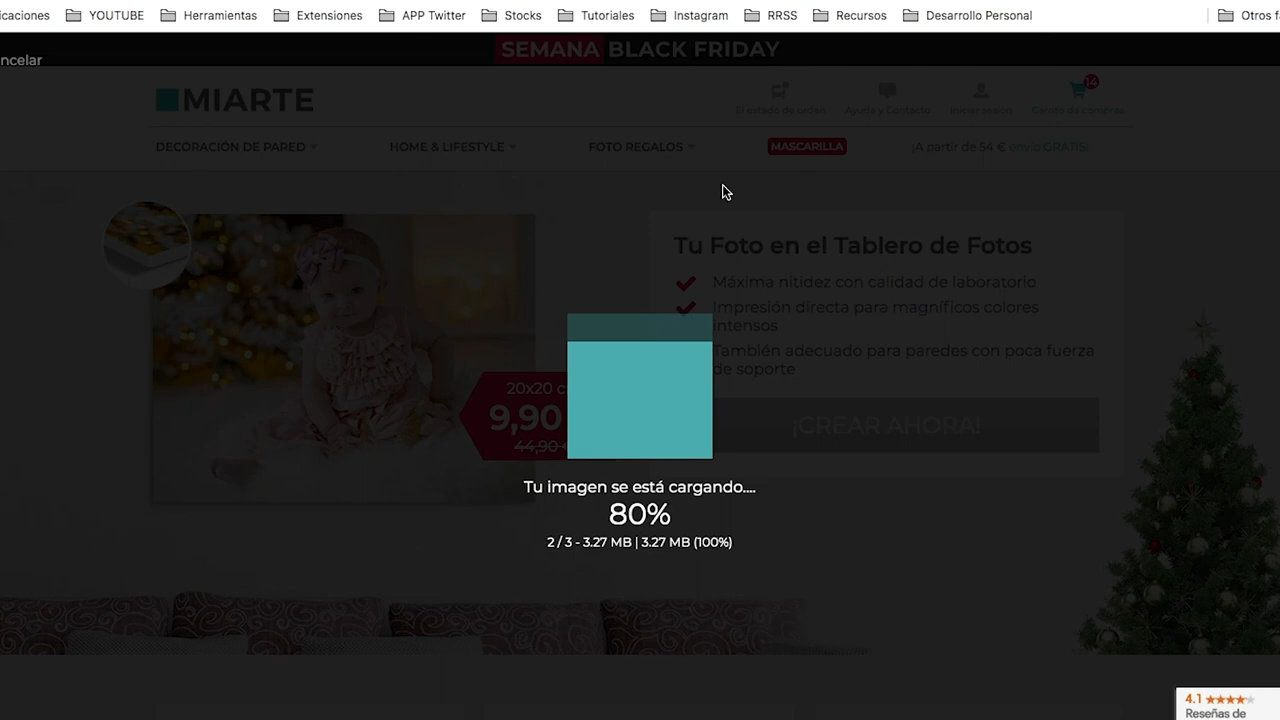 icaciones YOUTUBE Herramientas Extensiones APP Twitter Stocks Tutoriales Instagram RRSS Recursos Desarrollo Personal Otros f
SEMANA BLACK FRIDAY
ncelar
MIARTE
14
El estado de orden Ayuda y Contacto Iniciar sesión Carrito de compras
DECORACIÓN DE PARED HOME & LIFESTYLE FOTO REGALOS MASCARILLA ¡A partir de 54 € envío GRATIS!
Tu Foto en el Tablero de Fotos
Máxima nitidez con calidad de laboratorio
Impresión directa para magníficos colores
intensos
También adecuado para paredes con poca fuerza
de soporte
20x20 c
9,90
44,90 €
¡CREAR AHORA!
Tu imagen se está cargando....
80%
2 / 3 - 3.27 MB | 3.27 MB (100%)
4.1
Reseñas de